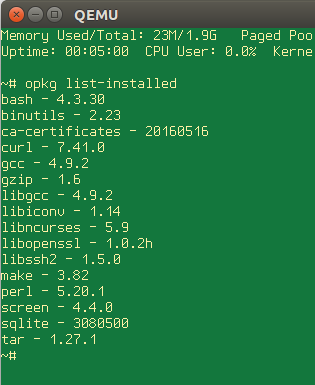 QEMU
Memory Used/Total: 23M/1.9G Paged Poo
Uptime: 00:05:00 CPU User: 0.0% Kerne
~# opkg list-installed
bash - 4.3.30
binutils - 2.23
ca-certificates - 20160516
curl - 7.41.0
gcc - 4.9.2
gzip - 1.6
libgcc - 4.9.2
libiconv - 1.14
libncurses - 5.9
libopenssl - 1.0.2h
libssh2 - 1.5.0
make - 3.82
perl - 5.20.1
screen - 4.4.0
sqlite - 3080500
tar - 1.27.1
~#